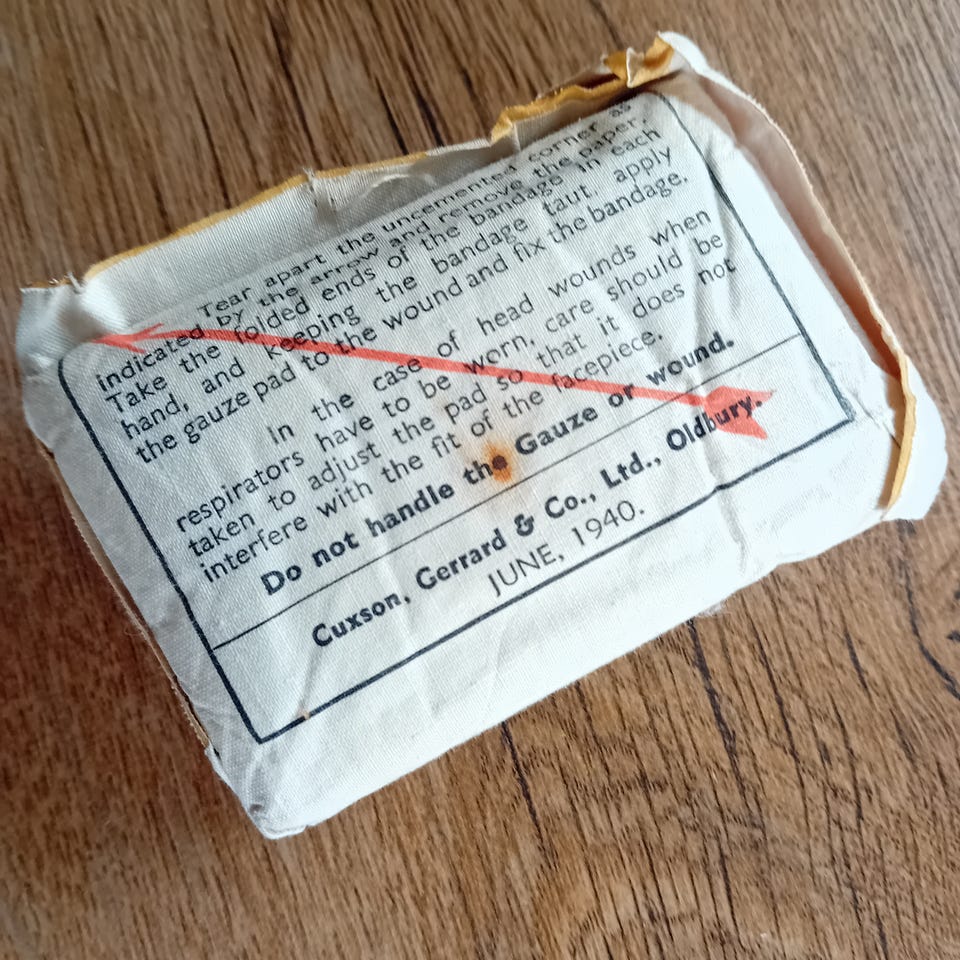 Tear apart the uncemented corner as
indicated by the arrow and remove the paper.
Take the folded ends of the bandage in each
hand, and keeping the bandage taut, apply
the gauze pad to the wound and fix the bandage.
In the case of head wounds when
respirators have to be worn, care should be
taken to adjust the pad so that it does not
interfere with the fit of the facepiece.
Do not handle the Gauze or wound.
Cuxson, Gerrard & Co., Ltd., Oldbury.
JUNE, 1940.